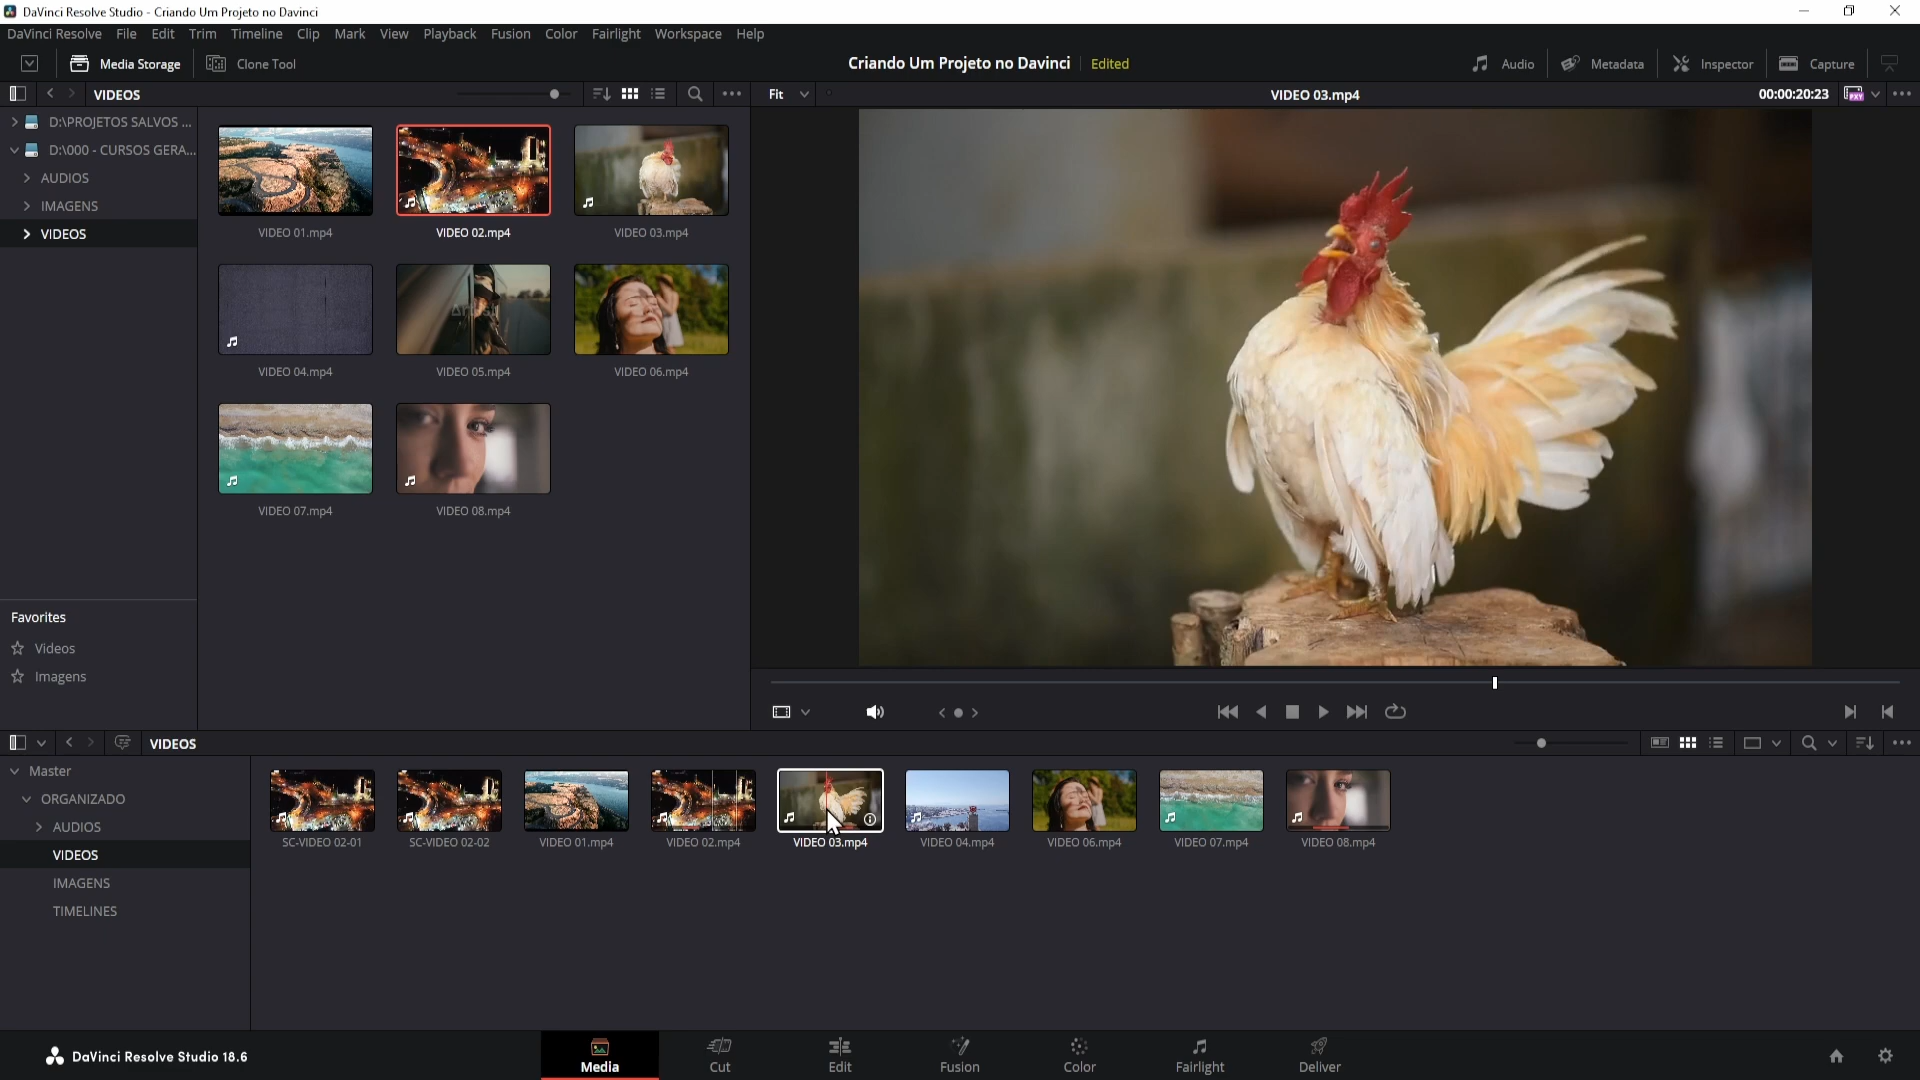 DaVinci Resolve Studio - Criando Um Projeto no Davinci
DaVinci Resolve File Edit Trim Timeline Clip Mark View Playback Fusion Color Fairlight Workspace Help
Media Storage Clone Tool Criando Um Projeto no Davinci Edited Audio Metadata Inspector Capture
VIDEOS Fit VIDEO 03.mp4 00:00:20:23
D:\PROJETOS SALVOS ...
D:\000 - CURSOS GERA...
AUDIOS
IMAGENS
VIDEOS
VIDEO 01.mp4 VIDEO 02.mp4 VIDEO 03.mp4
VIDEO 04.mp4 VIDEO 05.mp4 VIDEO 06.mp4
VIDEO 07.mp4 VIDEO 08.mp4
Favorites
Videos
Imagens
VIDEOS
Master
ORGANIZADO
AUDIOS
VIDEOS
IMAGENS
TIMELINES
SC-VIDEO 02-01 SC-VIDEO 02-02 VIDEO 01.mp4 VIDEO 02.mp4 VIDEO 03.mp4 VIDEO 04.mp4 VIDEO 06.mp4 VIDEO 07.mp4 VIDEO 08.mp4
DaVinci Resolve Studio 18.6
Media Cut Edit Fusion Color Fairlight Deliver